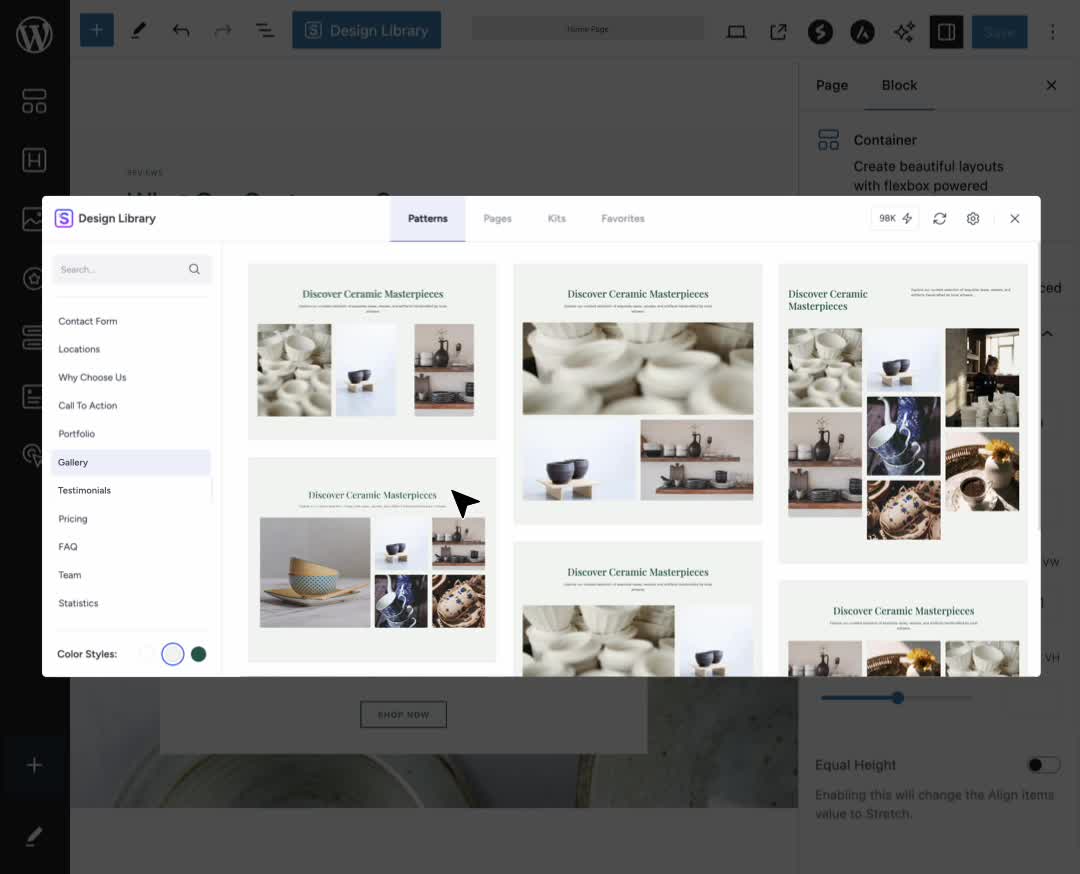 Design Library
Home Page
Save
Page
Block
Container
Create beautiful layouts
with flexbox powered
REVIEWS
Design Library
Patterns
Pages
Kits
Favorites
98K
Search...
Contact Form
Locations
Why Choose Us
Call To Action
Portfolio
Gallery
Testimonials
Pricing
FAQ
Team
Statistics
Color Styles:
Discover Ceramic Masterpieces
Discover Ceramic Masterpieces
Discover Ceramic
Masterpieces
Discover Ceramic Masterpieces
Discover Ceramic Masterpieces
Discover Ceramic Masterpieces
VW
VH
SHOP NOW
Equal Height
Enabling this will change the Align Items
value to Stretch.